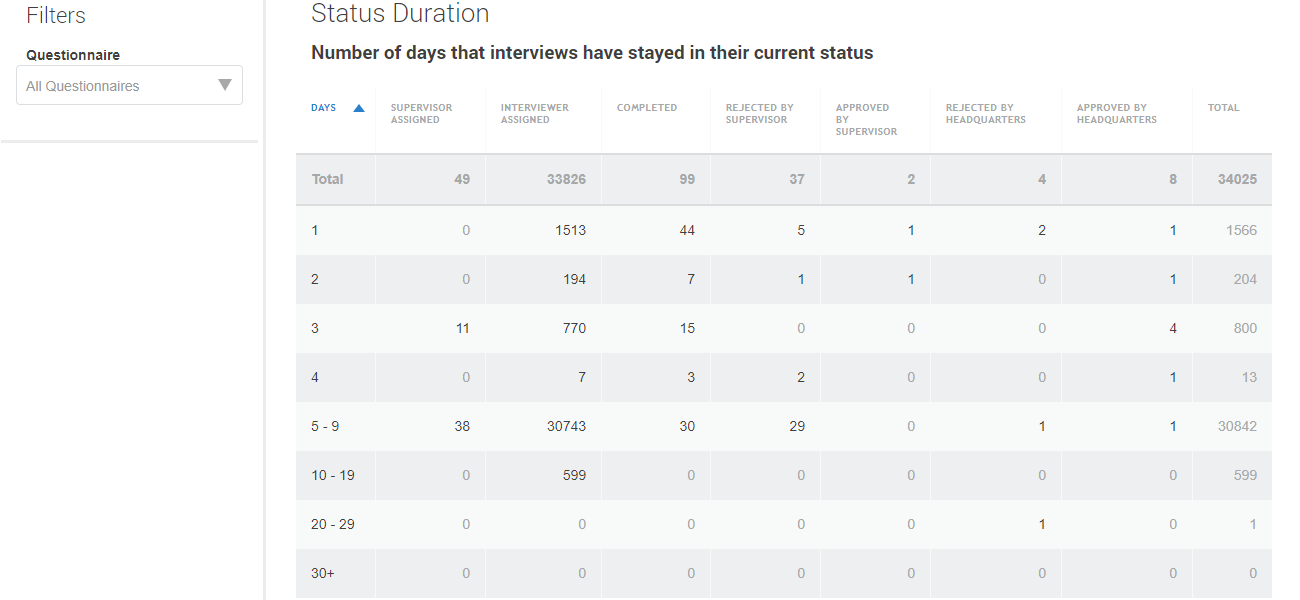 Filters
Questionnaire
All Questionnaires
Status Duration
Number of days that interviews have stayed in their current status
DAYS SUPERVISOR ASSIGNED INTERVIEWER ASSIGNED COMPLETED REJECTED BY SUPERVISOR APPROVED BY SUPERVISOR REJECTED BY HEADQUARTERS APPROVED BY HEADQUARTERS TOTAL
Total 49 33826 99 37 2 4 8 34025
1 0 1513 44 5 1 2 1 1566
2 0 194 7 1 1 0 1 204
3 11 770 15 0 0 0 4 800
4 0 7 3 2 0 0 1 13
5 - 9 38 30743 30 29 0 1 1 30842
10 - 19 0 599 0 0 0 0 0 599
20 - 29 0 0 0 0 0 1 0 1
30+ 0 0 0 0 0 0 0 0